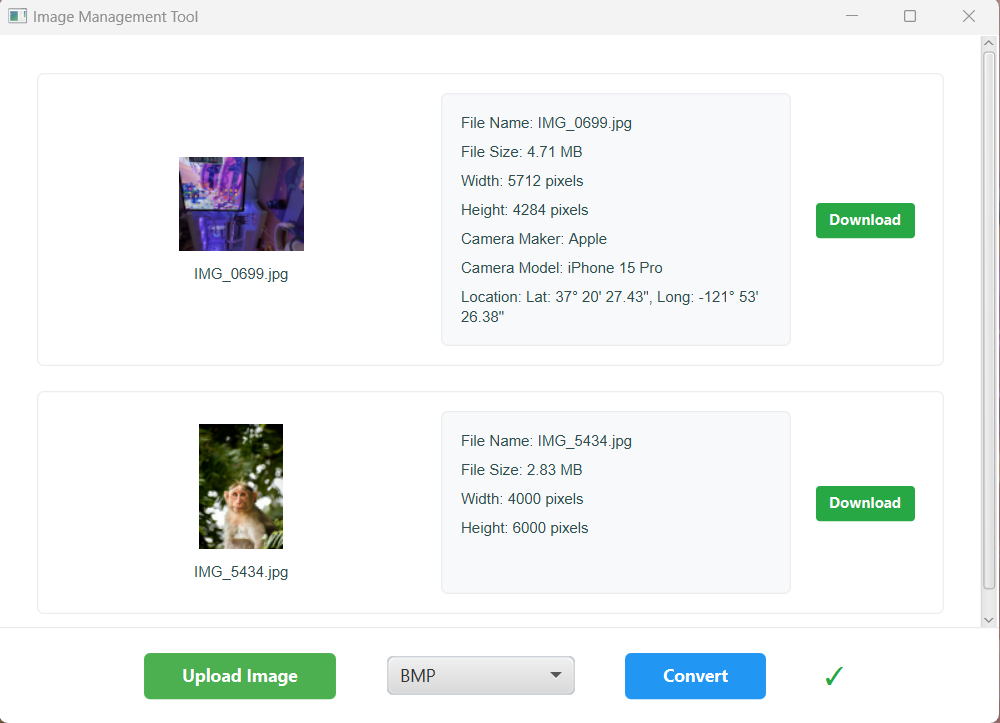 Image Management Tool
File Name: IMG_0699.jpg
File Size: 4.71 MB
Width: 5712 pixels
Height: 4284 pixels
Camera Maker: Apple
Camera Model: iPhone 15 Pro
Location: Lat: 37° 20' 27.43", Long: -121° 53'
26.38"
Download
IMG_0699.jpg
File Name: IMG_5434.jpg
File Size: 2.83 MB
Width: 4000 pixels
Height: 6000 pixels
Download
IMG_5434.jpg
Upload Image
BMP
Convert
✓